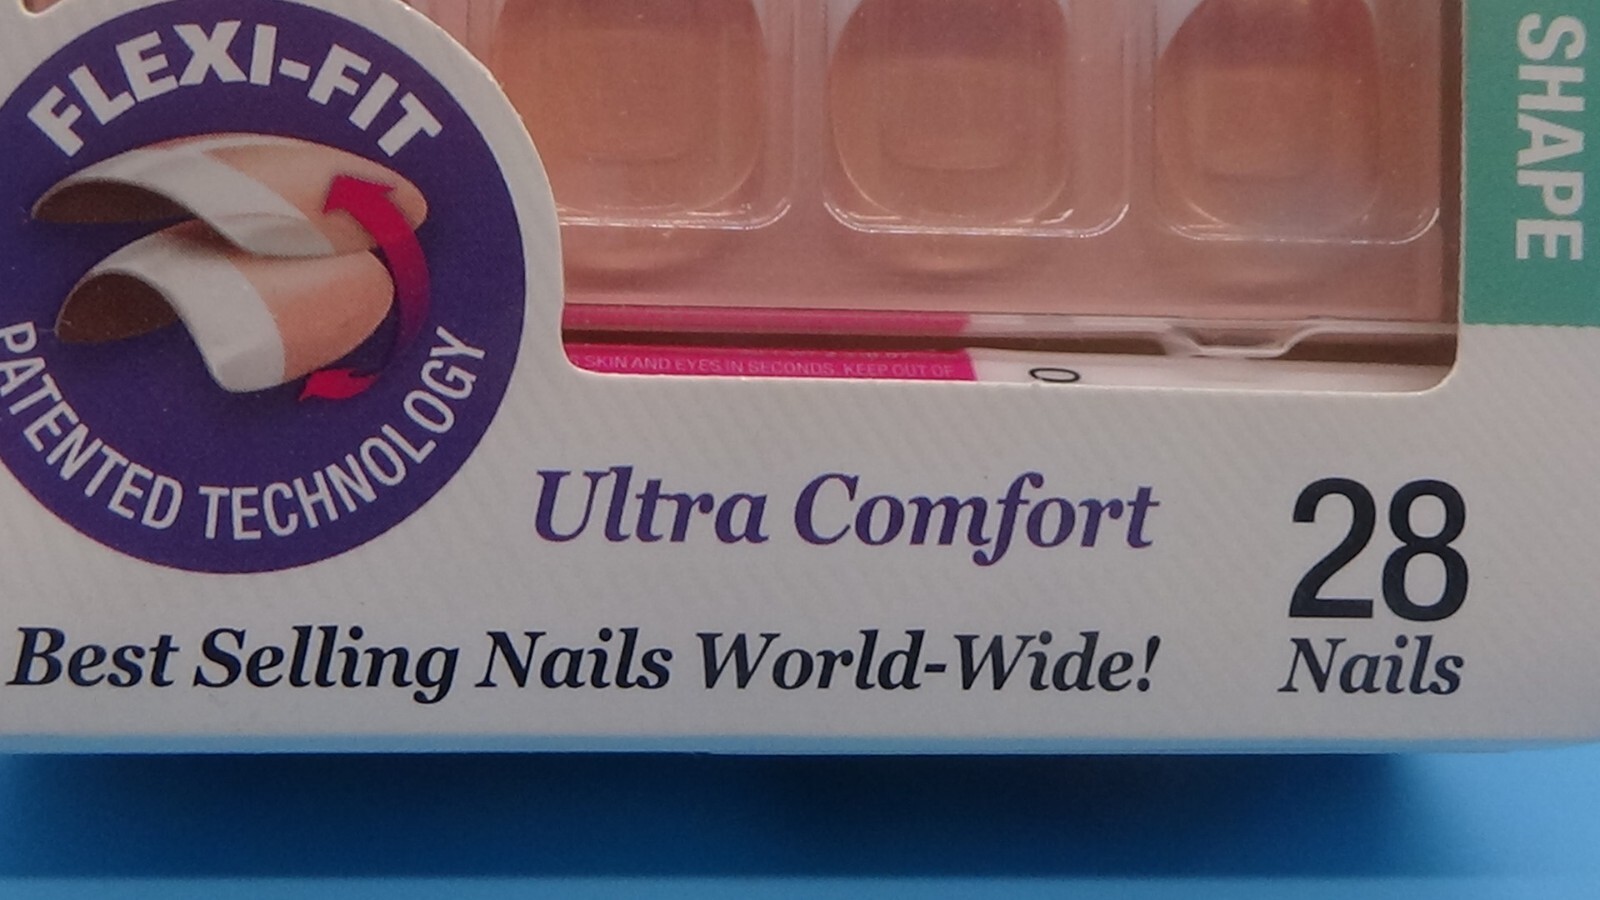 FLEXI-FIT
PATENTED TECHNOLOGY
SHAPE
SKIN AND EYES IN SECONDS. KEEP OUT OF
Ultra Comfort
28
Nails
Best Selling Nails World-Wide!